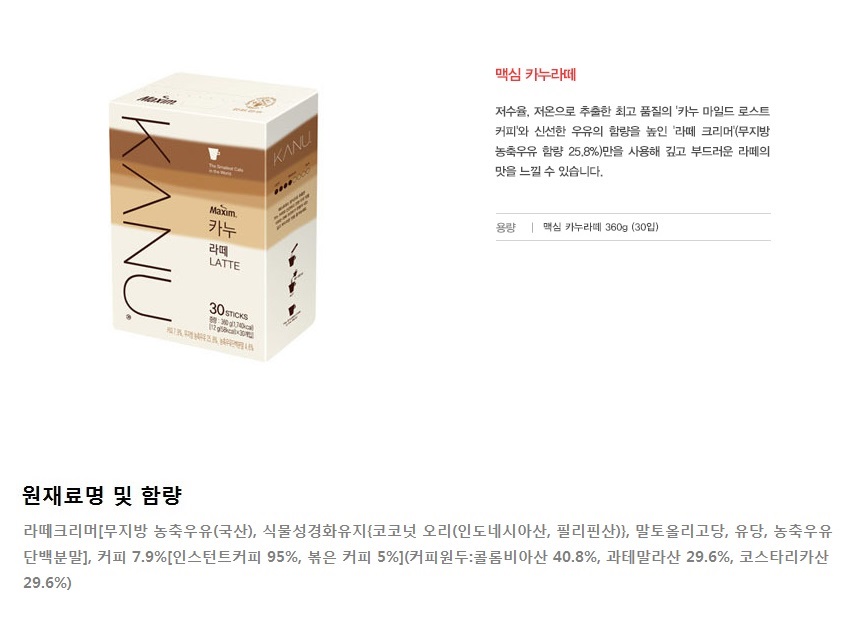 Maxim
KANU
KANU
The Smallest Cafe
in the World
Maxim
카누
라떼
LATTE
30 STICKS
맥심 카누라떼
저수율, 저온으로 추출한 최고 품질의 '카누 마일드 로스트
커피'와 신선한 우유의 함량을 높인 '라떼 크리머'(무지방
농축우유 함량 25.8%)만을 사용해 깊고 부드러운 라떼의
맛을 느낄 수 있습니다.
용량 | 맥심 카누라떼 360g (30입)
원재료명 및 함량
라떼크리머[무지방 농축우유(국산), 식물성경화유지{코코넛 오리(인도네시아산, 필리핀산)}, 말토올리고당, 유당, 농축우유
단백분말], 커피 7.9%[인스턴트커피 95%, 볶은 커피 5%](커피원두:콜롬비아산 40.8%, 과테말라산 29.6%, 코스타리카산
29.6%)